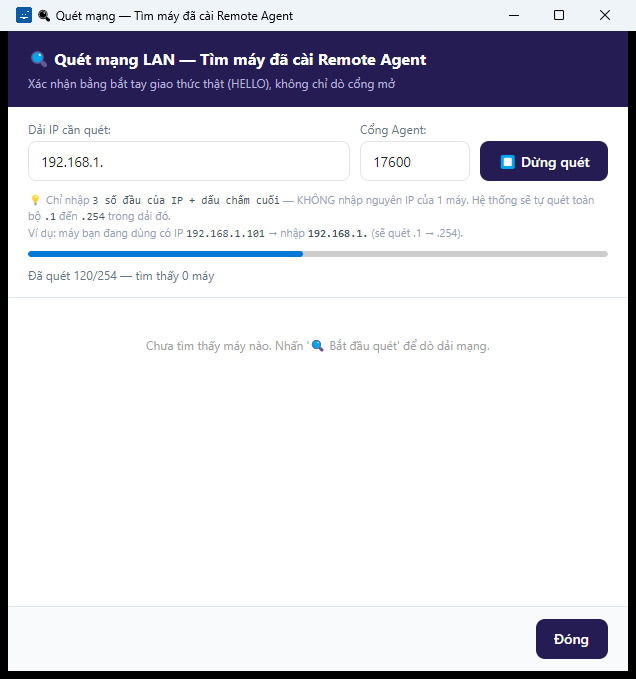 Quét mạng — Tìm máy đã cài Remote Agent
Quét mạng LAN — Tìm máy đã cài Remote Agent
Xác nhận bằng bắt tay giao thức thật (HELLO), không chỉ dò cổng mở
Dải IP cần quét:
Cổng Agent:
192.168.1.
17600
Dừng quét
Chỉ nhập 3 số đầu của IP + dấu chấm cuối — KHÔNG nhập nguyên IP của 1 máy. Hệ thống sẽ tự quét toàn
bộ .1 đến .254 trong dải đó.
Ví dụ: máy bạn đang dùng có IP 192.168.1.101 → nhập 192.168.1. (sẽ quét .1 → .254).
Đã quét 120/254 — tìm thấy 0 máy
Chưa tìm thấy máy nào. Nhấn '🔍 Bắt đầu quét' để dò dải mạng.
Đóng